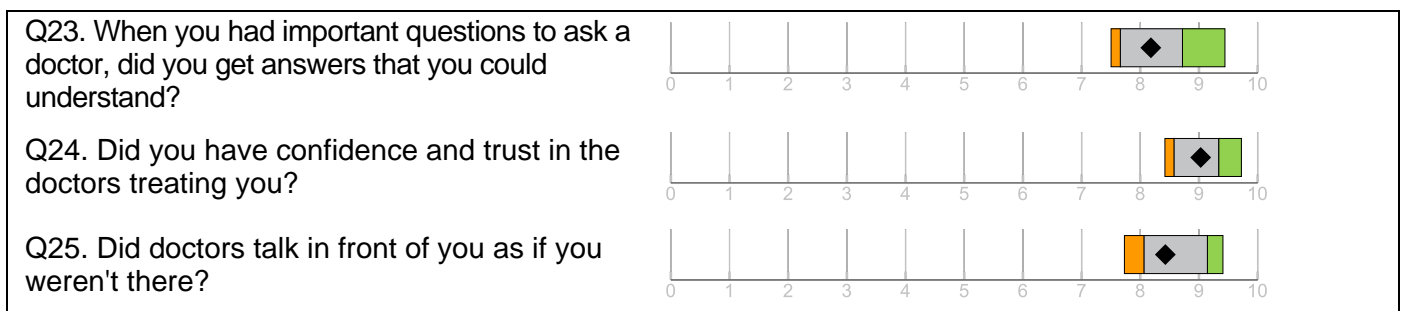 Q23. When you had important questions to ask a
doctor, did you get answers that you could
understand?
0 1 2 3 4 5 6 7 8 9 10
Q24. Did you have confidence and trust in the
doctors treating you?
0 1 2 3 4 5 6 7 8 9 10
Q25. Did doctors talk in front of you as if you
weren't there?
0 1 2 3 4 5 6 7 8 9 10